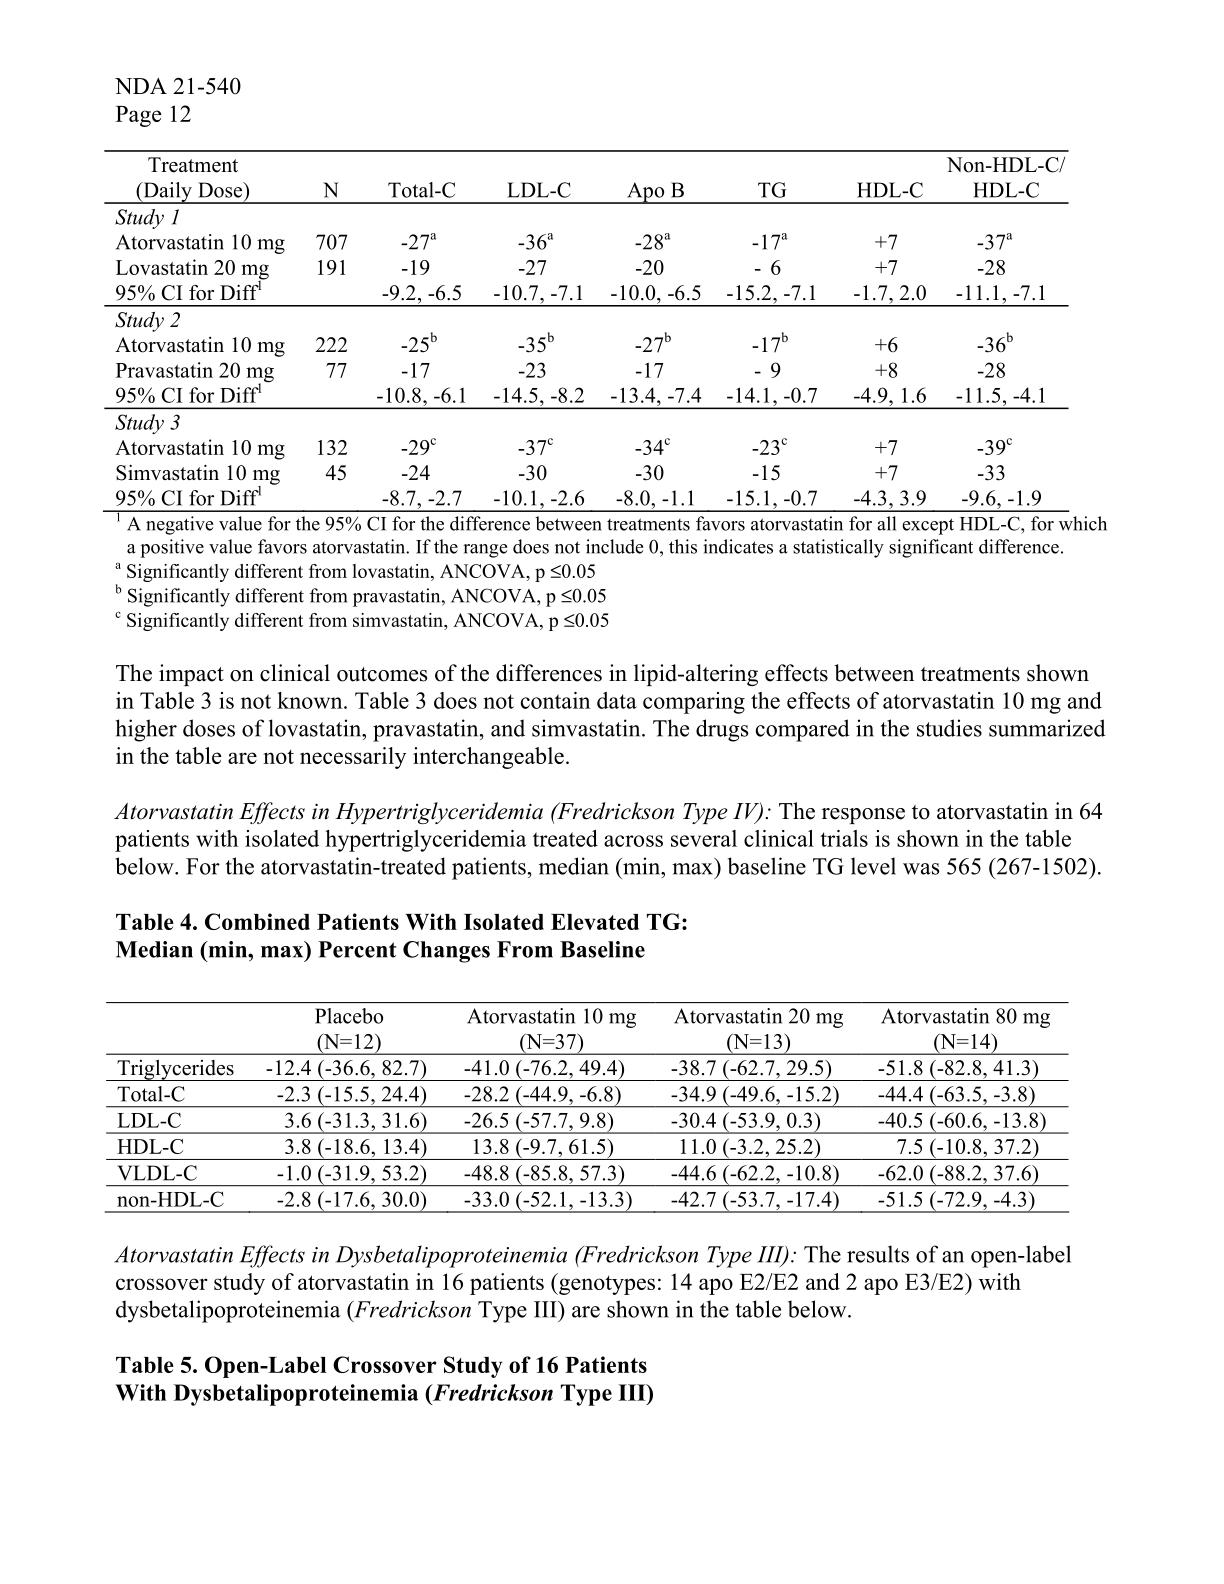 NDA 21-540
Page 12
Treatment (Daily Dose) N Total-C LDL-C Apo B TG HDL-C Non-HDL-C/ HDL-C
Study 1
Atorvastatin 10 mg 707 -27a -36a -28a -17a +7 -37a
Lovastatin 20 mg 191 -19 -27 -20 - 6 +7 -28
95% CI for Diff1 -9.2, -6.5 -10.7, -7.1 -10.0, -6.5 -15.2, -7.1 -1.7, 2.0 -11.1, -7.1
Study 2
Atorvastatin 10 mg 222 -25b -35b -27b -17b +6 -36b
Pravastatin 20 mg 77 -17 -23 -17 - 9 +8 -28
95% CI for Diff1 -10.8, -6.1 -14.5, -8.2 -13.4, -7.4 -14.1, -0.7 -4.9, 1.6 -11.5, -4.1
Study 3
Atorvastatin 10 mg 132 -29c -37c -34c -23c +7 -39c
Simvastatin 10 mg 45 -24 -30 -30 -15 +7 -33
95% CI for Diff1 -8.7, -2.7 -10.1, -2.6 -8.0, -1.1 -15.1, -0.7 -4.3, 3.9 -9.6, -1.9
1 A negative value for the 95% CI for the difference between treatments favors atorvastatin for all except HDL-C, for which
a positive value favors atorvastatin. If the range does not include 0, this indicates a statistically significant difference.
a Significantly different from lovastatin, ANCOVA, p ≤0.05
b Significantly different from pravastatin, ANCOVA, p ≤0.05
c Significantly different from simvastatin, ANCOVA, p ≤0.05
The impact on clinical outcomes of the differences in lipid-altering effects between treatments shown
in Table 3 is not known. Table 3 does not contain data comparing the effects of atorvastatin 10 mg and
higher doses of lovastatin, pravastatin, and simvastatin. The drugs compared in the studies summarized
in the table are not necessarily interchangeable.
Atorvastatin Effects in Hypertriglyceridemia (Fredrickson Type IV): The response to atorvastatin in 64
patients with isolated hypertriglyceridemia treated across several clinical trials is shown in the table
below. For the atorvastatin-treated patients, median (min, max) baseline TG level was 565 (267-1502).
Table 4. Combined Patients With Isolated Elevated TG:
Median (min, max) Percent Changes From Baseline
Placebo Atorvastatin 10 mg Atorvastatin 20 mg Atorvastatin 80 mg
(N=12) (N=37) (N=13) (N=14)
Triglycerides -12.4 (-36.6, 82.7) -41.0 (-76.2, 49.4) -38.7 (-62.7, 29.5) -51.8 (-82.8, 41.3)
Total-C -2.3 (-15.5, 24.4) -28.2 (-44.9, -6.8) -34.9 (-49.6, -15.2) -44.4 (-63.5, -3.8)
LDL-C 3.6 (-31.3, 31.6) -26.5 (-57.7, 9.8) -30.4 (-53.9, 0.3) -40.5 (-60.6, -13.8)
HDL-C 3.8 (-18.6, 13.4) 13.8 (-9.7, 61.5) 11.0 (-3.2, 25.2) 7.5 (-10.8, 37.2)
VLDL-C -1.0 (-31.9, 53.2) -48.8 (-85.8, 57.3) -44.6 (-62.2, -10.8) -62.0 (-88.2, 37.6)
non-HDL-C -2.8 (-17.6, 30.0) -33.0 (-52.1, -13.3) -42.7 (-53.7, -17.4) -51.5 (-72.9, -4.3)
Atorvastatin Effects in Dysbetalipoproteinemia (Fredrickson Type III): The results of an open-label
crossover study of atorvastatin in 16 patients (genotypes: 14 apo E2/E2 and 2 apo E3/E2) with
dysbetalipoproteinemia (Fredrickson Type III) are shown in the table below.
Table 5. Open-Label Crossover Study of 16 Patients
With Dysbetalipoproteinemia (Fredrickson Type III)